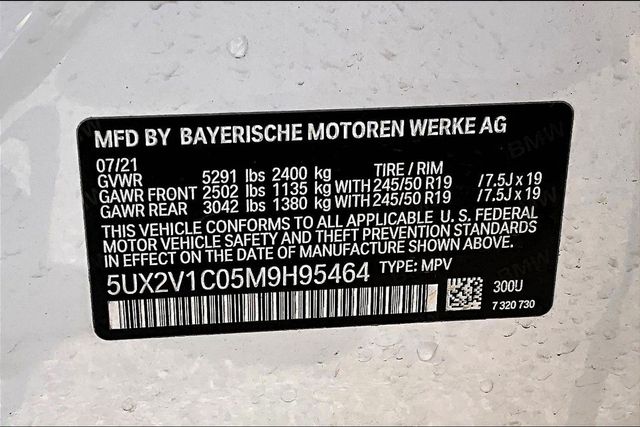 MFD BY BAYERISCHE MOTOREN WERKE AG
07/21
GVWR 5291 lbs 2400 kg TIRE / RIM
GAWR FRONT 2502 lbs 1135 kg WITH 245/50 R19 / 7.5J x 19
GAWR REAR 3042 lbs 1380 kg WITH 245/50 R19 / 7.5J x 19
THIS VEHICLE CONFORMS TO ALL APPLICABLE U. S. FEDERAL
MOTOR VEHICLE SAFETY AND THEFT PREVENTION STANDARDS
IN EFFECT ON THE DATE OF MANUFACTURE SHOWN ABOVE.
5UX2V1C05M9H95464 TYPE: MPV
300U
7 320 730